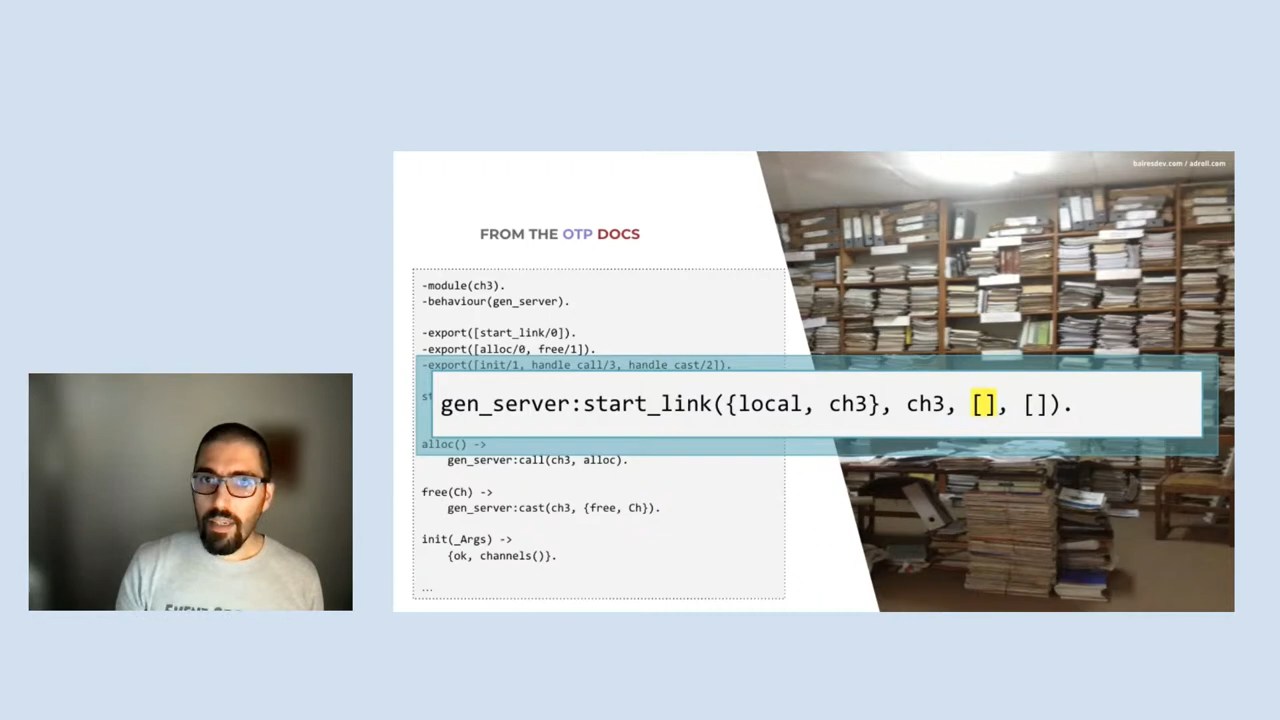 bairesdev.com / adroll.com
FROM THE OTP DOCS
-module(ch3).
-behaviour(gen_server).
-export([start_link/0]).
-export([alloc/0, free/1]).
-export([init/1, handle_call/3, handle_cast/2]).
gen_server:start_link({local, ch3}, ch3, [], []).
alloc() ->
gen_server:call(ch3, alloc).
free(Ch) ->
gen_server:cast(ch3, {free, Ch}).
init(_Args) ->
{ok, channels()}.
...